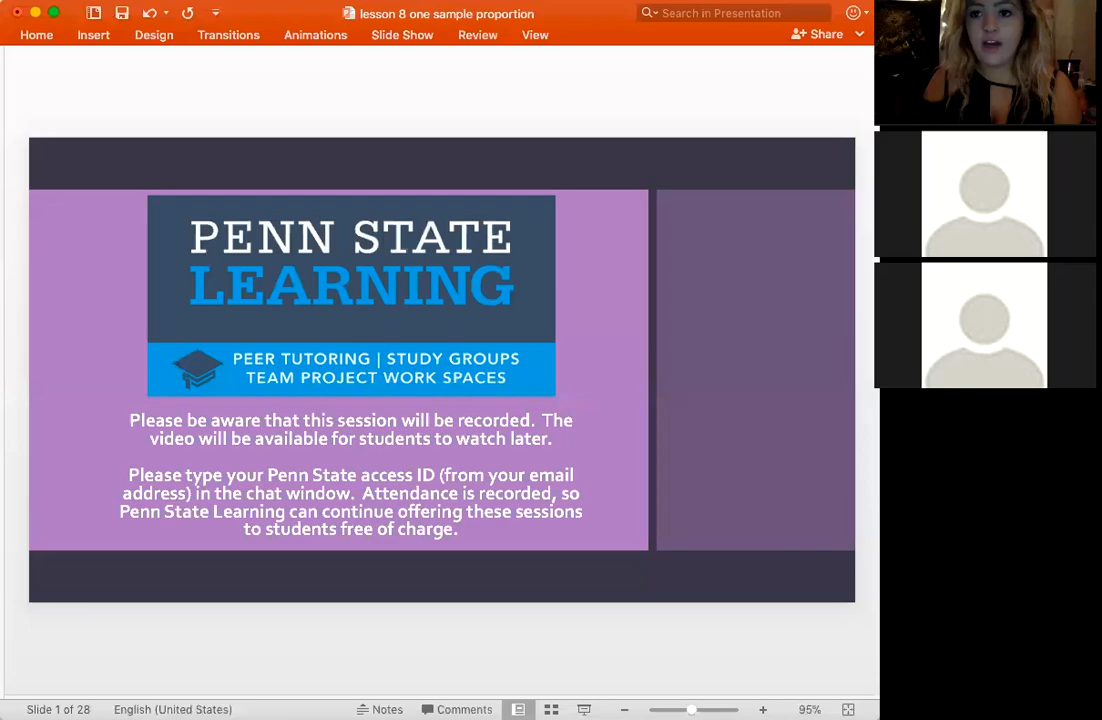 lesson 8 one sample proportion
Search in Presentation
Home Insert Design Transitions Animations Slide Show Review View Share
PENN STATE
LEARNING
PEER TUTORING | STUDY GROUPS
TEAM PROJECT WORK SPACES
Please be aware that this session will be recorded. The
video will be available for students to watch later.
Please type your Penn State access ID (from your email
address) in the chat window. Attendance is recorded, so
Penn State Learning can continue offering these sessions
to students free of charge.
Slide 1 of 28 English (United States) Notes Comments 95%